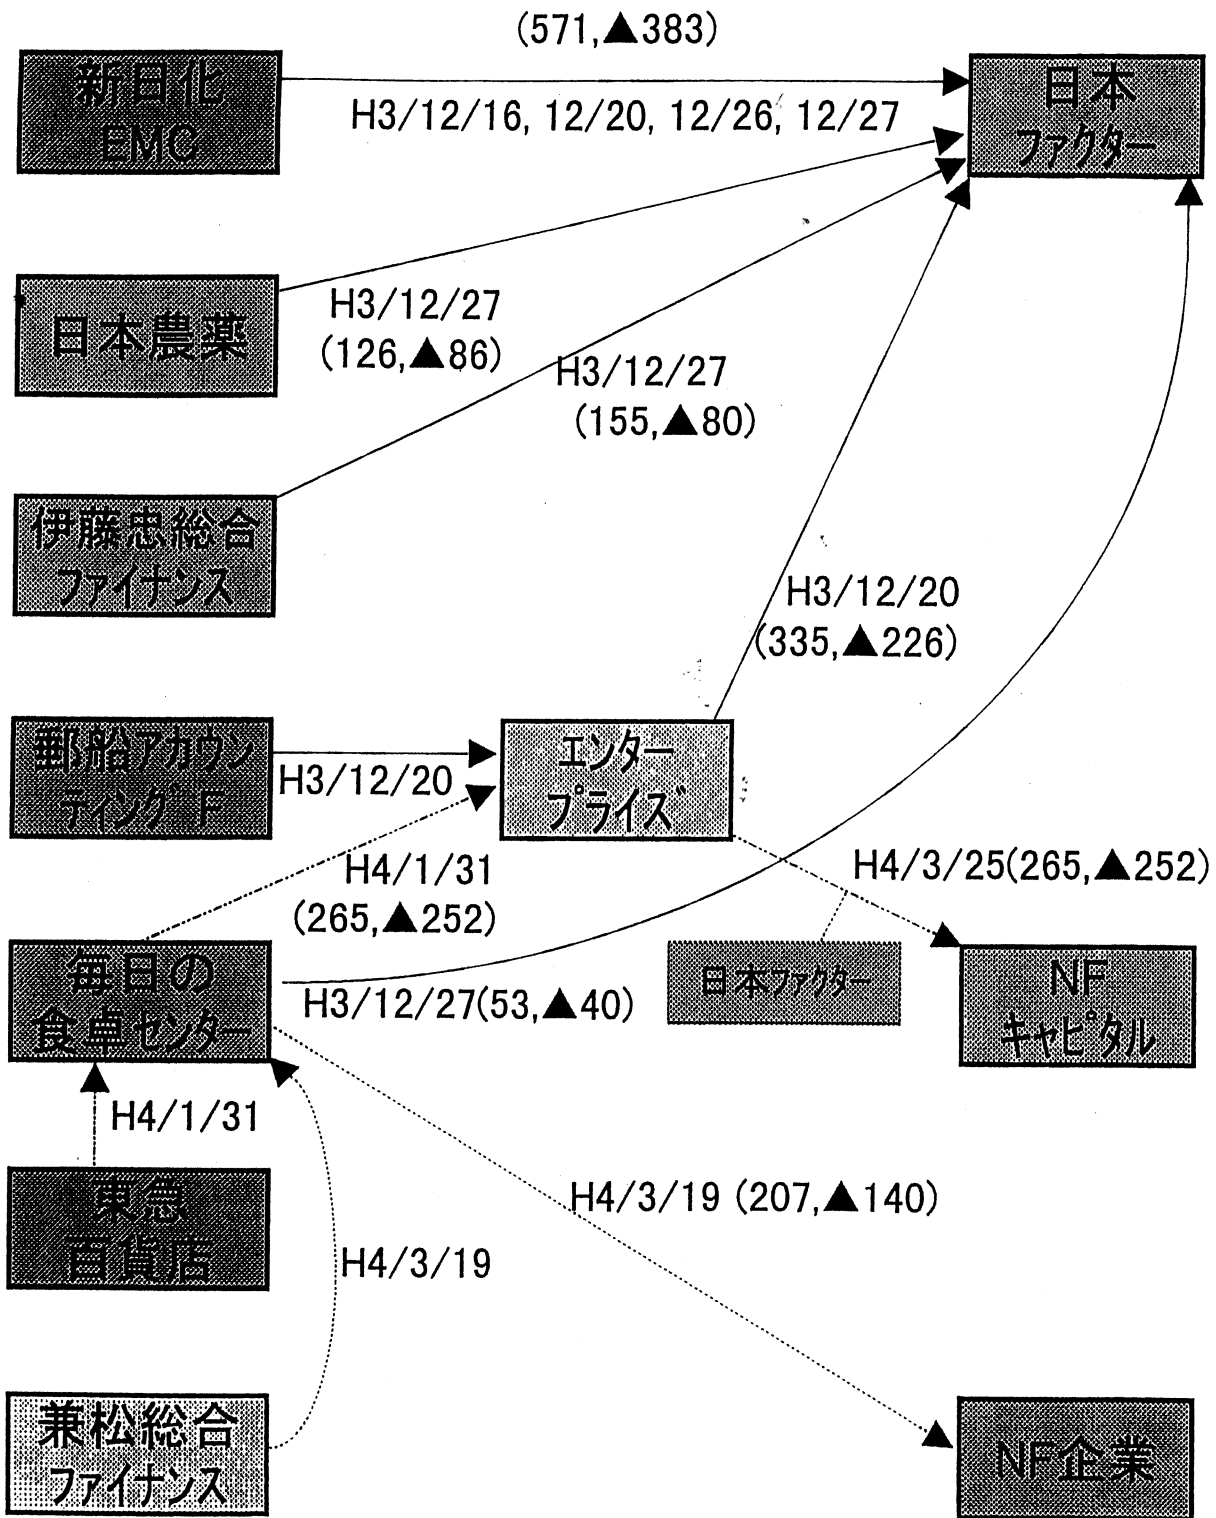 (571,▲383)
新日化
EMC
日本
ファクター
H3/12/16, 12/20, 12/26, 12/27
日本農薬
H3/12/27
(126,▲86)
H3/12/27
(155,▲80)
伊藤忠総合
ファイナンス
H3/12/20
(335,▲226)
郵船アカウン
ティング F
H3/12/20
エンター
プライズ
H4/1/31
(265,▲252)
H4/3/25(265,▲252)
毎日の
食卓センター
H3/12/27(53,▲40)
日本ファクター
NF
キャピタル
H4/1/31
東急
百貨店
H4/3/19 (207,▲140)
H4/3/19
兼松総合
ファイナンス
NF企業